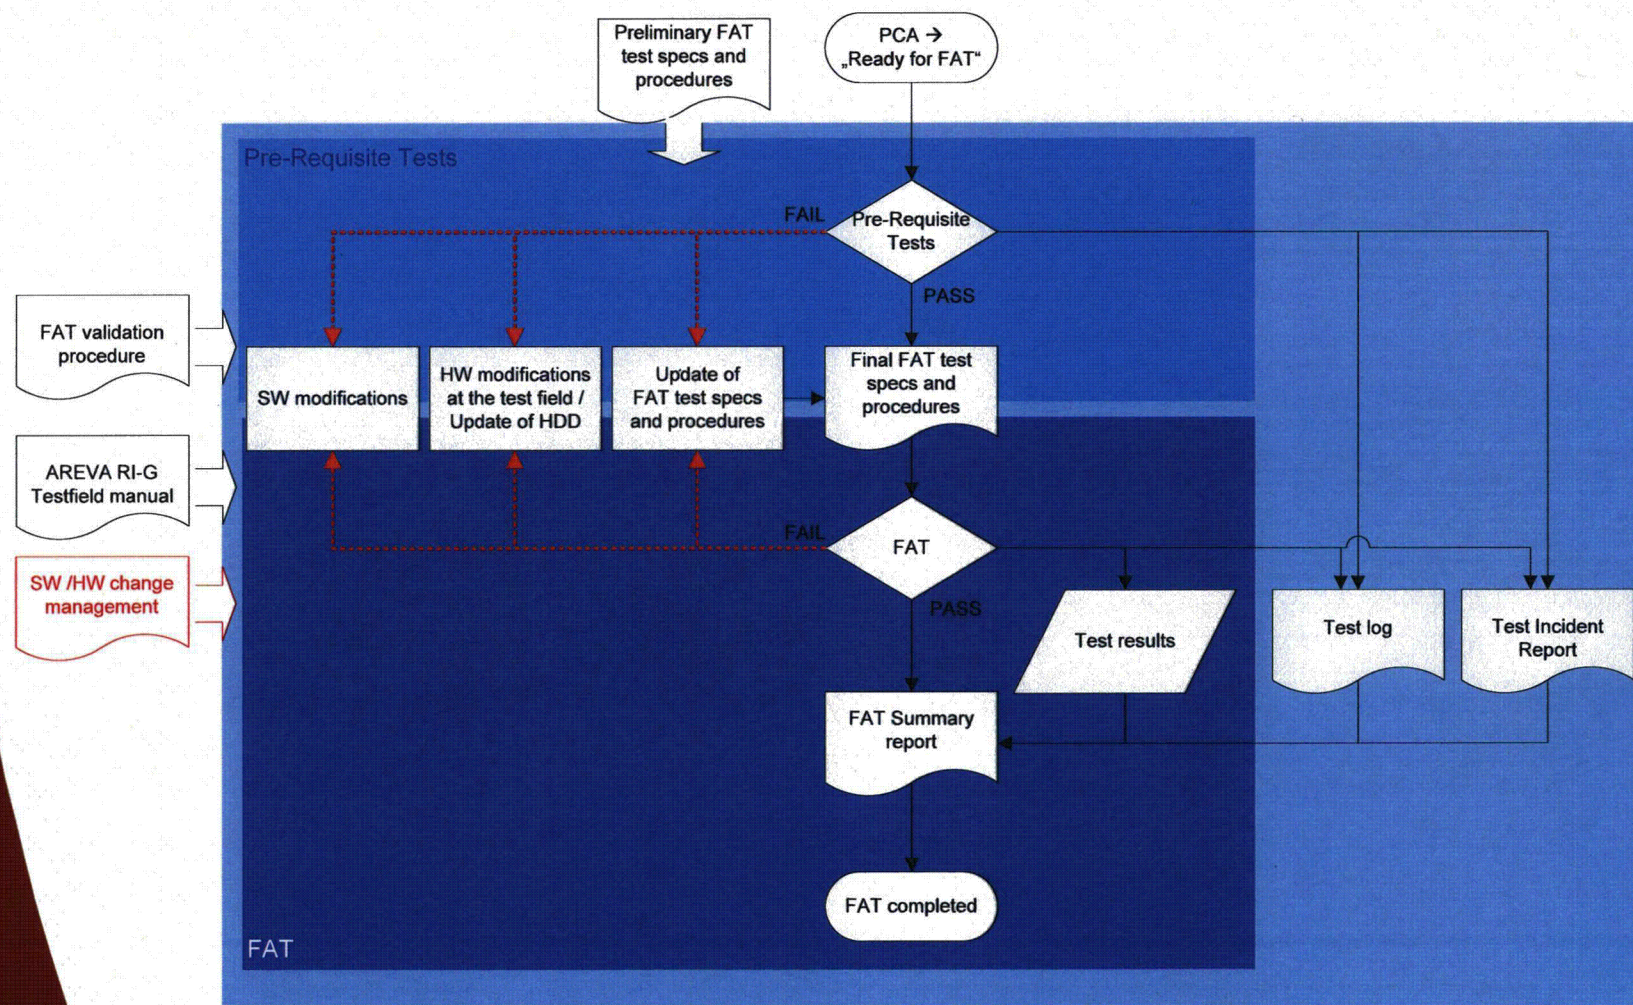 Preliminary FAT
test specs and
procedures
PCA →
„Ready for FAT“
Pre-Requisite Tests
FAIL
Pre-Requisite
Tests
PASS
FAT validation
procedure
SW modifications
HW modifications
at the test field /
Update of HDD
Update of
FAT test specs
and procedures
Final FAT test
specs and
procedures
AREVA RI-G
Testfield manual
FAIL
FAT
SW /HW change
management
PASS
Test results
Test log
Test Incident
Report
FAT Summary
report
FAT completed
FAT